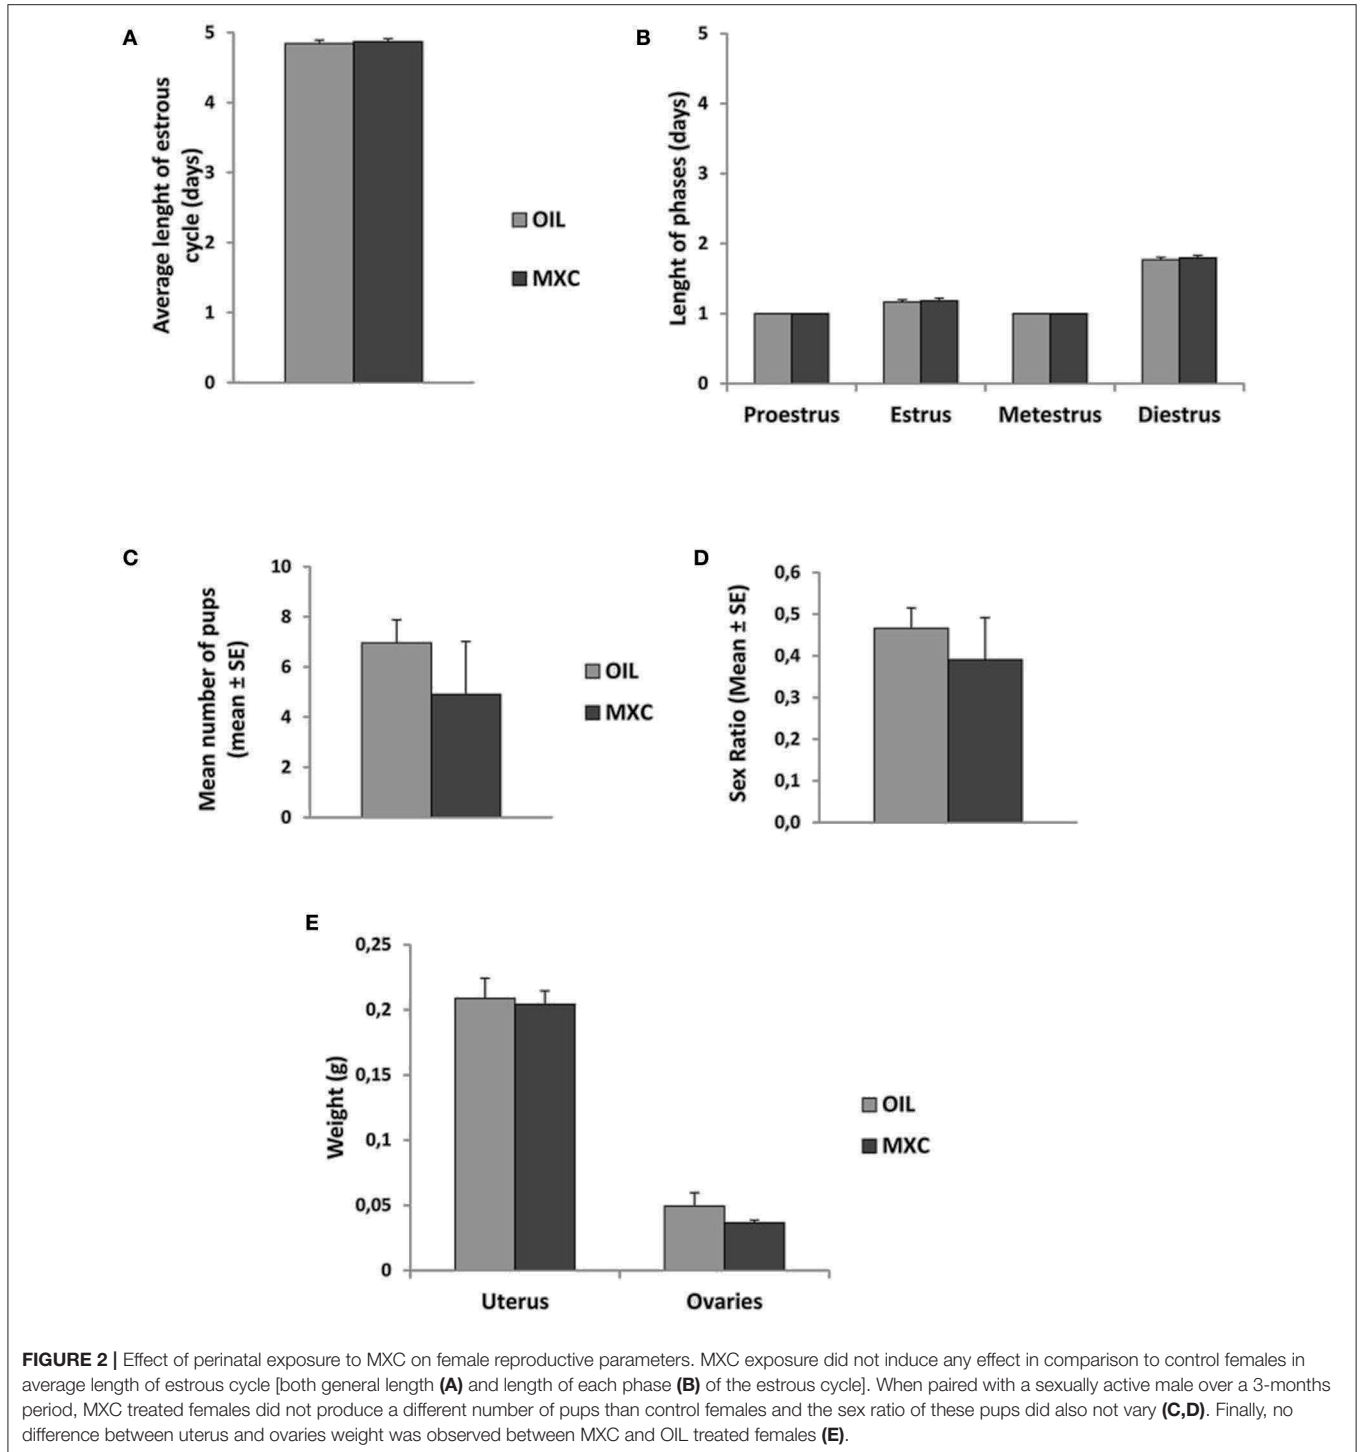 A
5
4
3
2
1
0
Average lenght of estrous
cycle (days)
OIL
MXC
B
5
4
3
2
1
0
Lenght of phases (days)
Proestrus Estrus Metestrus Diestrus
C
10
8
6
4
2
0
Mean number of pups
(mean ± SE)
OIL
MXC
D
0,6
0,5
0,4
0,3
0,2
0,1
0,0
Sex Ratio (Mean ± SE)
E
0,25
0,2
0,15
0,1
0,05
0
Weight (g)
OIL
MXC
Uterus Ovaries
FIGURE 2 | Effect of perinatal exposure to MXC on female reproductive parameters. MXC exposure did not induce any effect in comparison to control females in
average length of estrous cycle [both general length (A) and length of each phase (B) of the estrous cycle]. When paired with a sexually active male over a 3-months
period, MXC treated females did not produce a different number of pups than control females and the sex ratio of these pups did also not vary (C,D). Finally, no
difference between uterus and ovaries weight was observed between MXC and OIL treated females (E).